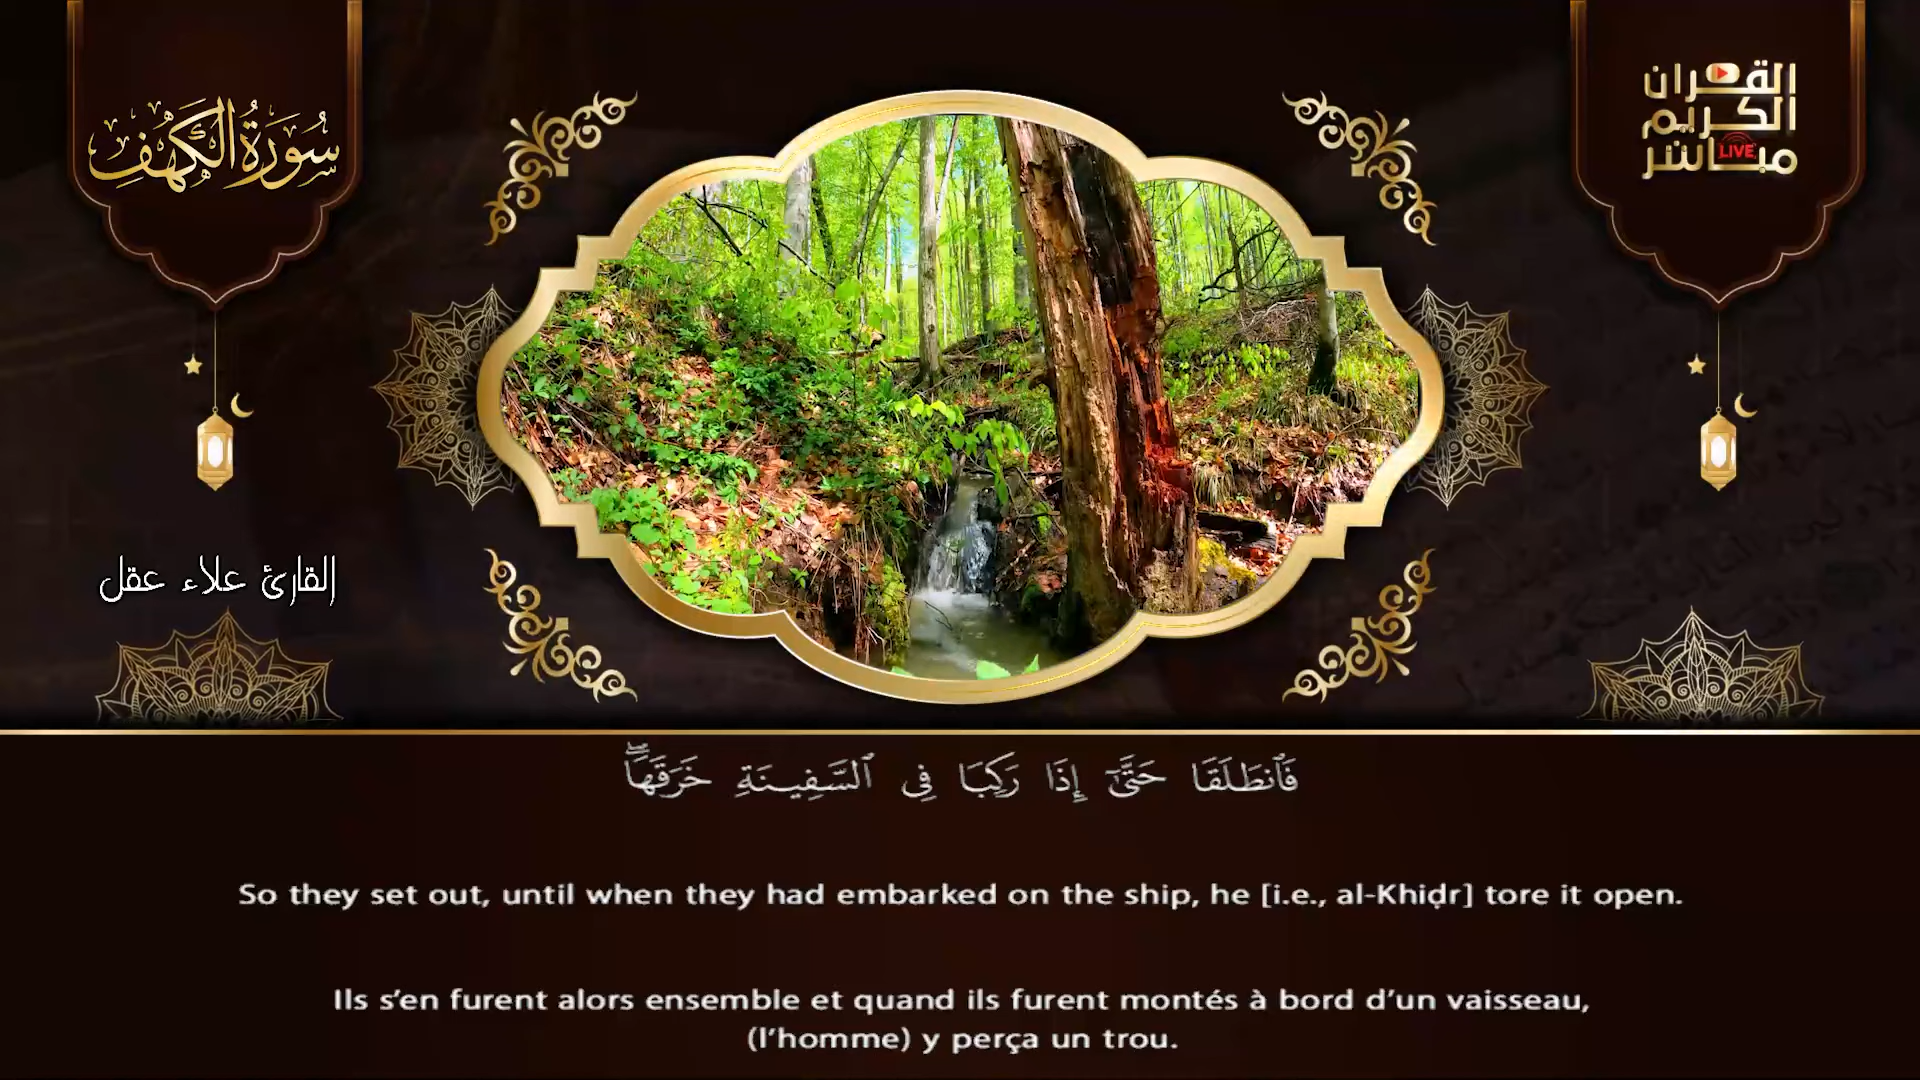 سُورَةُ الكَهْفِ
القرآن
الكريم
مباشر
LIVE
القارئ علاء عقل
فَٱنطَلَقَا حَتَّىٰٓ إِذَا رَكِبَا فِى ٱلسَّفِينَةِ خَرَقَهَاۖ
So they set out, until when they had embarked on the ship, he [i.e., al-Khiḍr] tore it open.
Ils s’en furent alors ensemble et quand ils furent montés à bord d’un vaisseau,
(l’homme) y perça un trou.